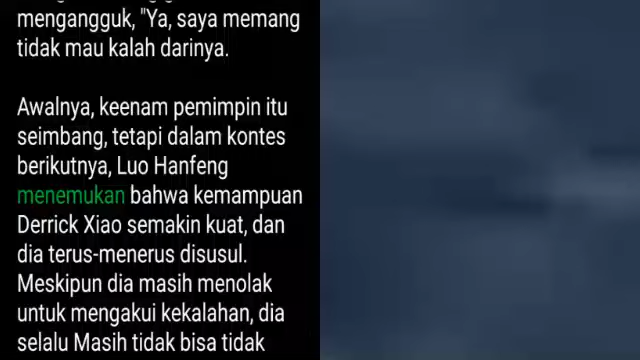 mengangguk, "Ya, saya memang
tidak mau kalah darinya.
Awalnya, keenam pemimpin itu
seimbang, tetapi dalam kontes
berikutnya, Luo Hanfeng
menemukan bahwa kemampuan
Derrick Xiao semakin kuat, dan
dia terus-menerus disusul.
Meskipun dia masih menolak
untuk mengakui kekalahan, dia
selalu Masih tidak bisa tidak